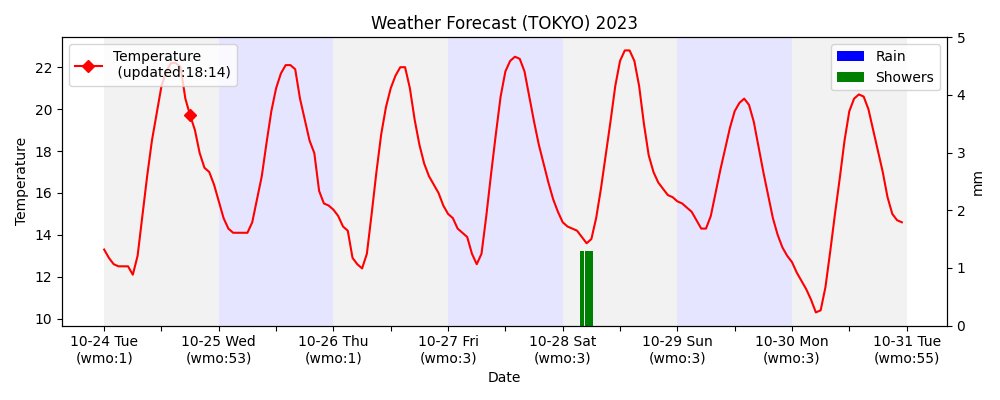 Weather Forecast (TOKYO) 2023
Temperature
(updated:18:14)
Rain
Showers
Temperature
22
20
18
16
14
12
10
5
4
3
2
1
0
mm
10-24 Tue
(wmo:1)
10-25 Wed
(wmo:53)
10-26 Thu
(wmo:1)
10-27 Fri
(wmo:3)
10-28 Sat
(wmo:3)
10-29 Sun
(wmo:3)
10-30 Mon
(wmo:3)
10-31 Tue
(wmo:55)
Date